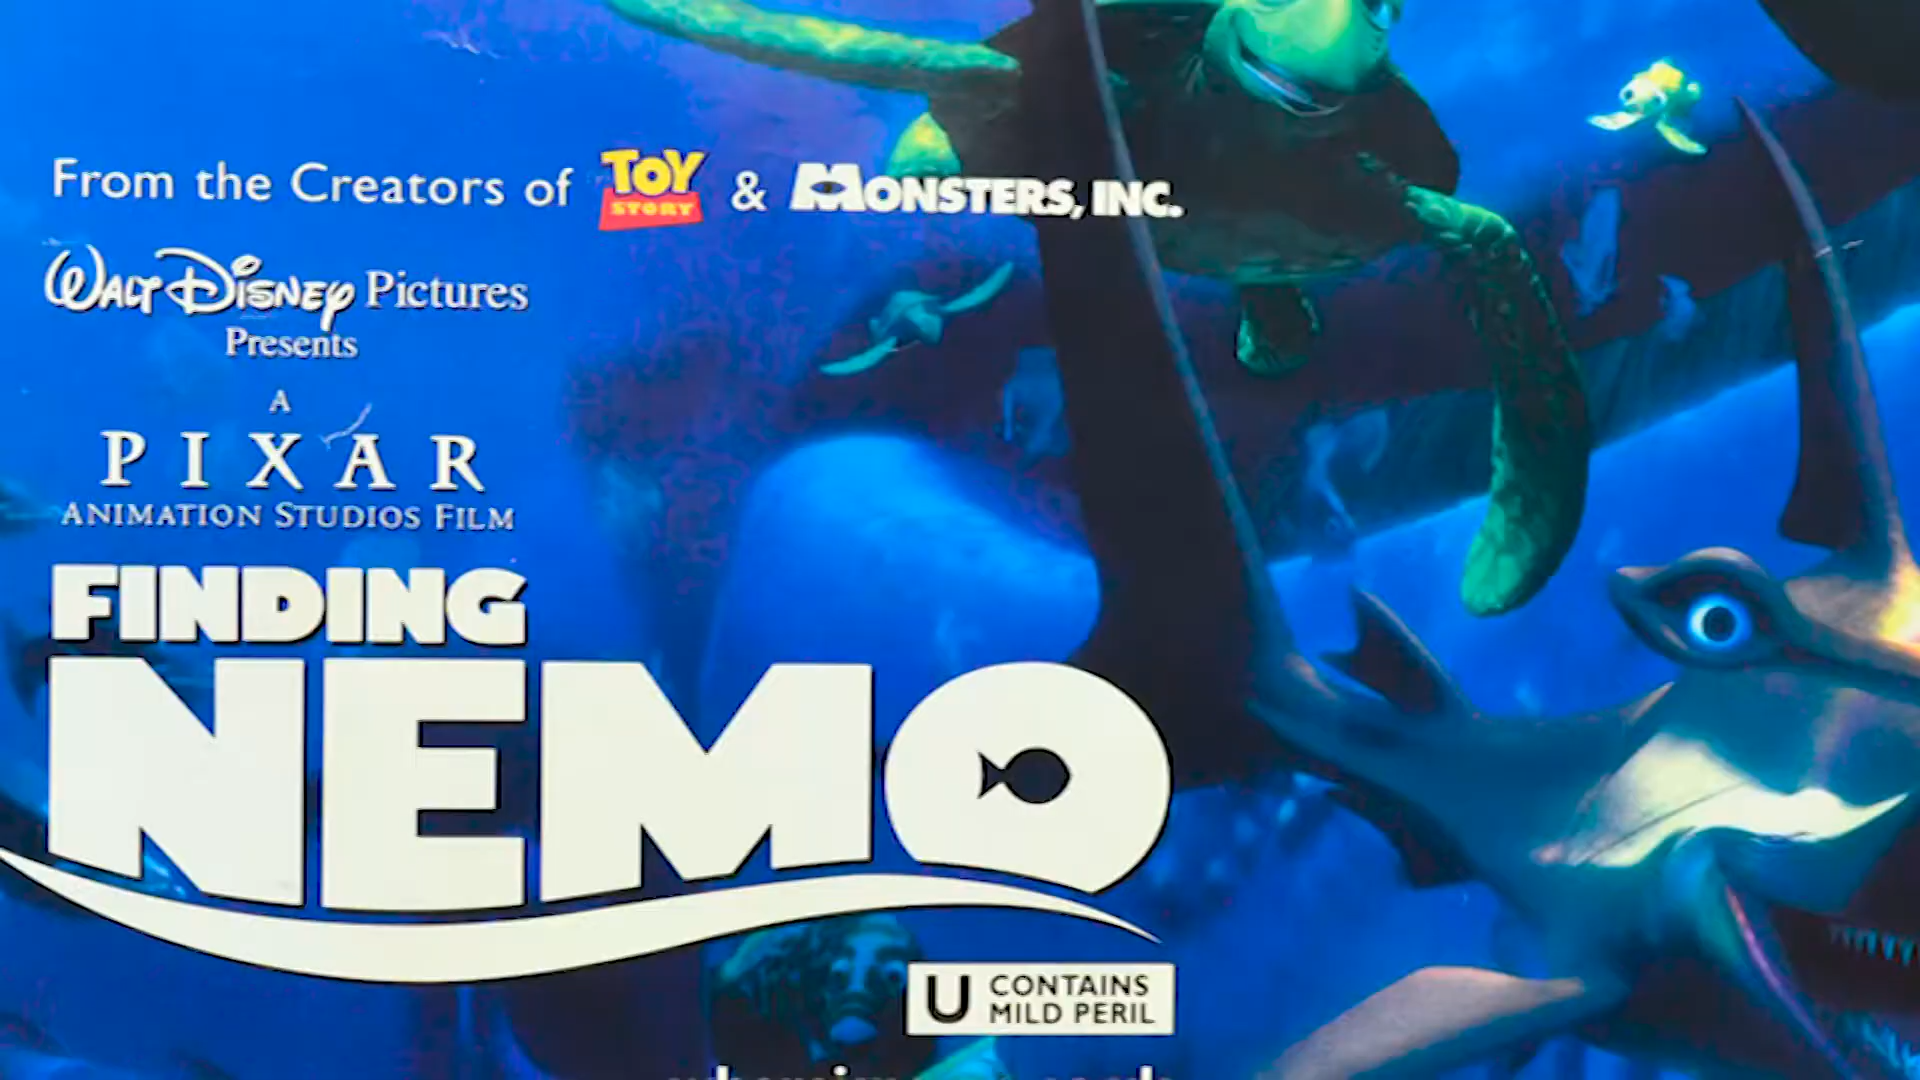 From the Creators of TOY STORY & MONSTERS, INC.
WALT DISNEY Pictures
Presents
A
PIXAR
ANIMATION STUDIOS FILM
FINDING
NEMO
U CONTAINS
MILD PERIL